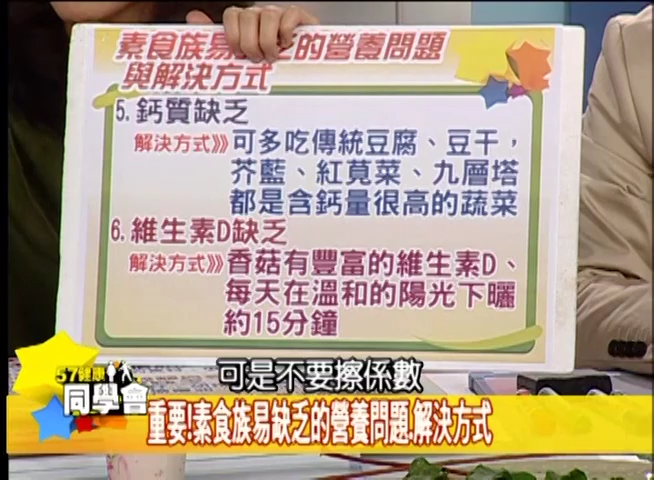 素食族易缺乏的營養問題
與解決方式
5.鈣質缺乏
解決方式》可多吃傳統豆腐、豆干，
芥藍、紅莧菜、九層塔
都是含鈣量很高的蔬菜
6.維生素D缺乏
解決方式》香菇有豐富的維生素D、
每天在溫和的陽光下曬
約15分鐘
可是不要擦係數
57健康
同學會
重要!素食族易缺乏的營養問題.解決方式